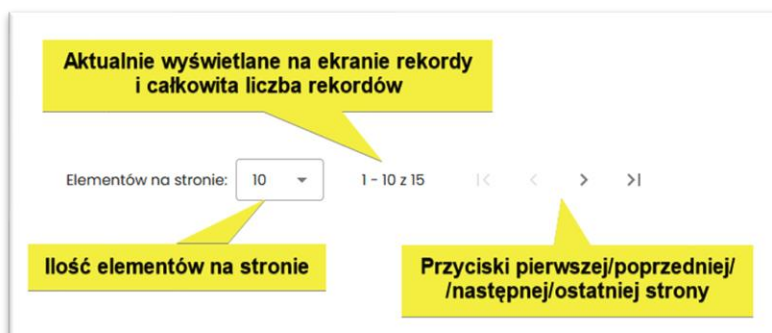 Aktualnie wyświetlane na ekranie rekordy
i całkowita liczba rekordów
Elementów na stronie: 10 1 – 10 z 15 |< < > >|
Ilość elementów na stronie
Przyciski pierwszej/poprzedniej/
/następnej/ostatniej strony